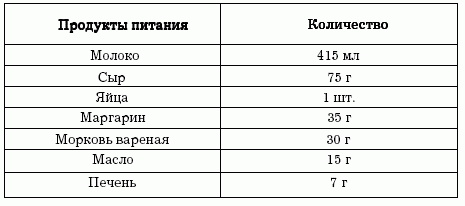 Продукты питания Количество
Молоко 415 мл
Сыр 75 г
Яйца 1 шт.
Маргарин 35 г
Морковь вареная 30 г
Масло 15 г
Печень 7 г